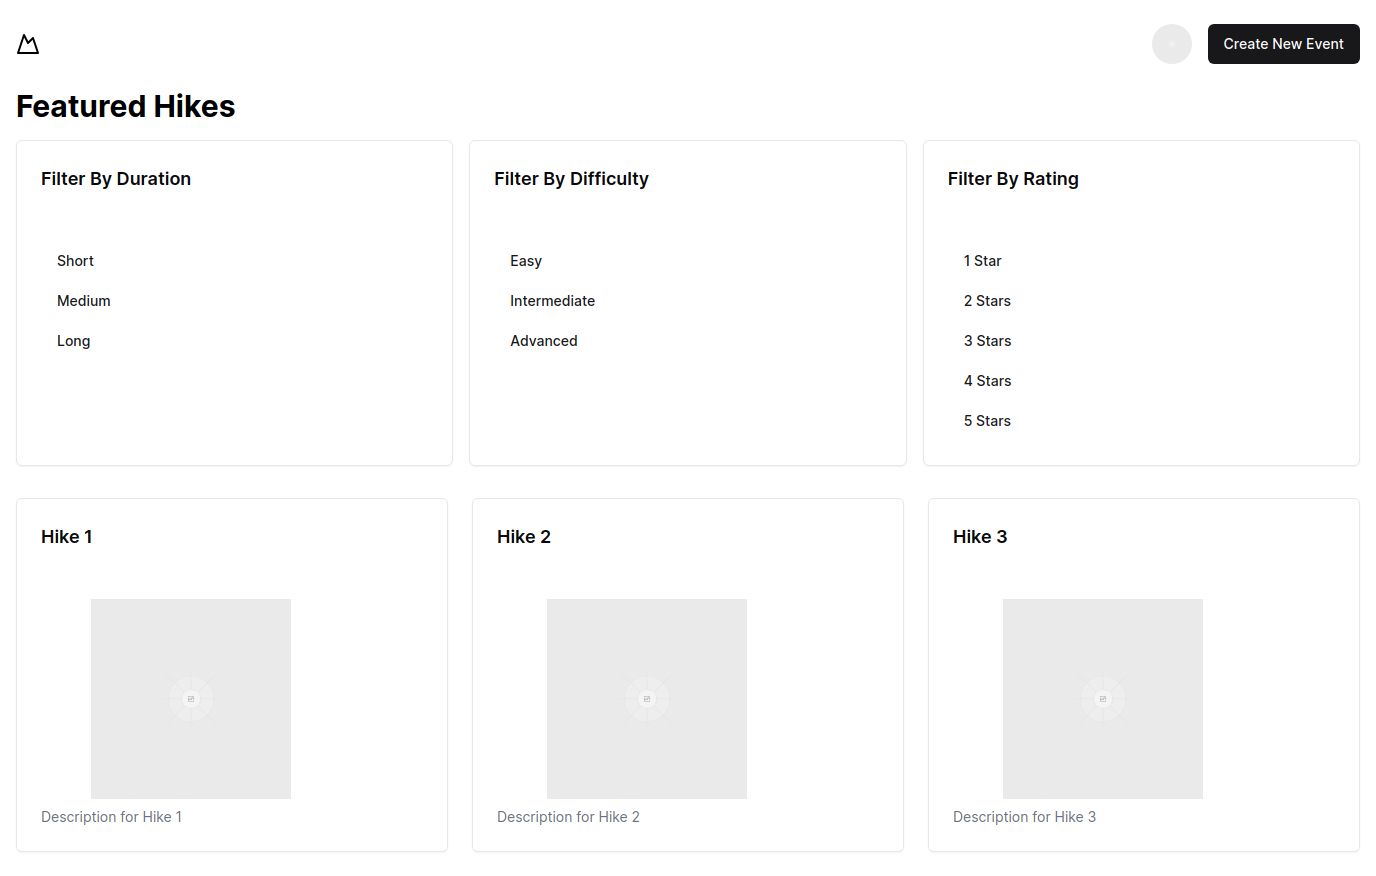 Create New Event
Featured Hikes
Filter By Duration
Short
Medium
Long
Filter By Difficulty
Easy
Intermediate
Advanced
Filter By Rating
1 Star
2 Stars
3 Stars
4 Stars
5 Stars
Hike 1
Description for Hike 1
Hike 2
Description for Hike 2
Hike 3
Description for Hike 3